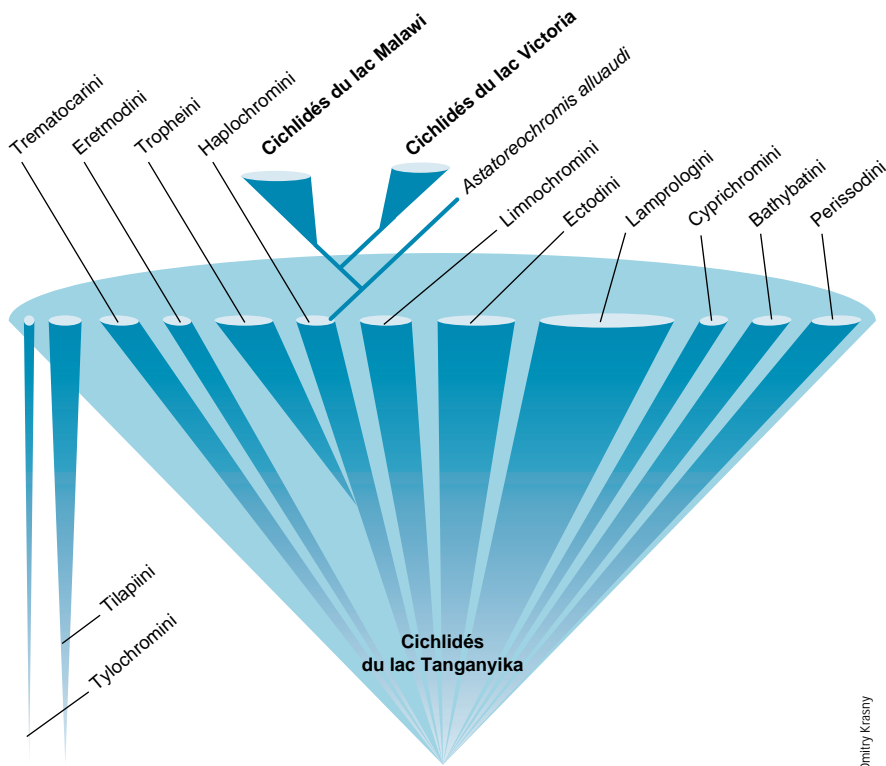 Trematocarini
Eretmodini
Tropheini
Haplochromini
Cichlidés du lac Malawi
Cichlidés du lac Victoria
Astatoreochromis alluaudi
Limnochromini
Ectodini
Lamprologini
Cyprichromini
Bathybatini
Perissodini
Tilapiini
Tylochromini
Cichlidés
du lac Tanganyika
Dmitry Krasny